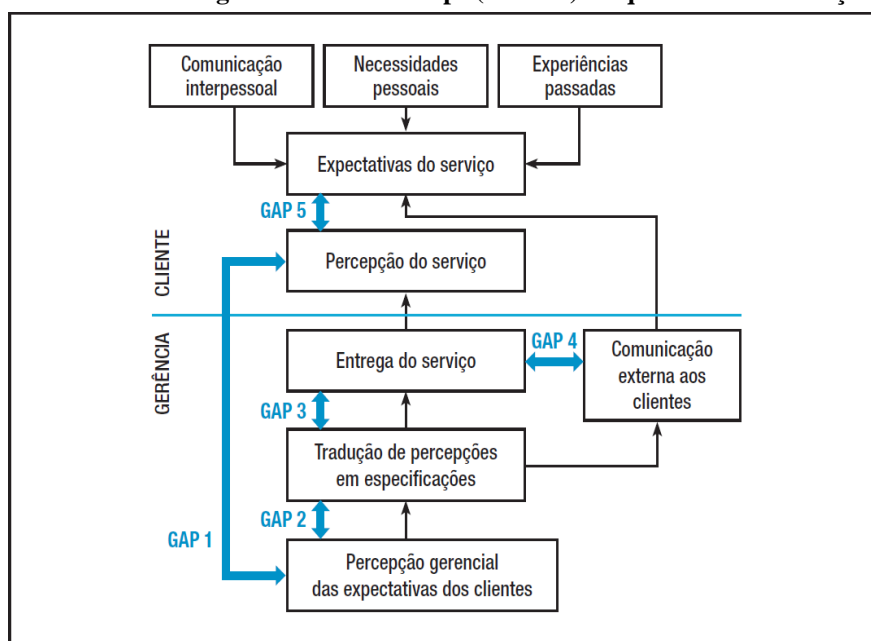 Comunicação
interpessoal
Necessidades
pessoais
Experiências
passadas
Expectativas do serviço
GAP 5
CLIENTE
Percepção do serviço
GERÊNCIA
Entrega do serviço
GAP 4
Comunicação
externa aos
clientes
GAP 3
Tradução de percepções
em especificações
GAP 2
GAP 1
Percepção gerencial
das expectativas dos clientes